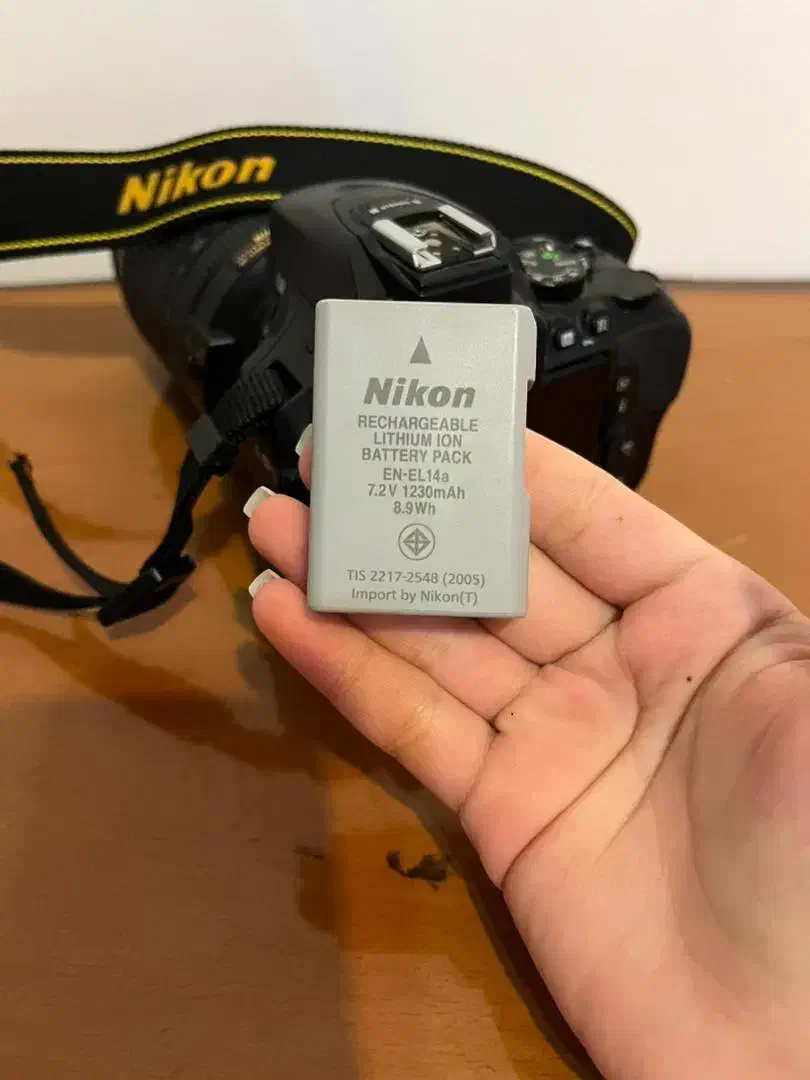 Nikon
Nikon
RECHARGEABLE
LITHIUM ION
BATTERY PACK
EN-EL14a
7.2V 1230mAh
8.9Wh
TIS 2217-2548 (2005)
Import by Nikon(T)